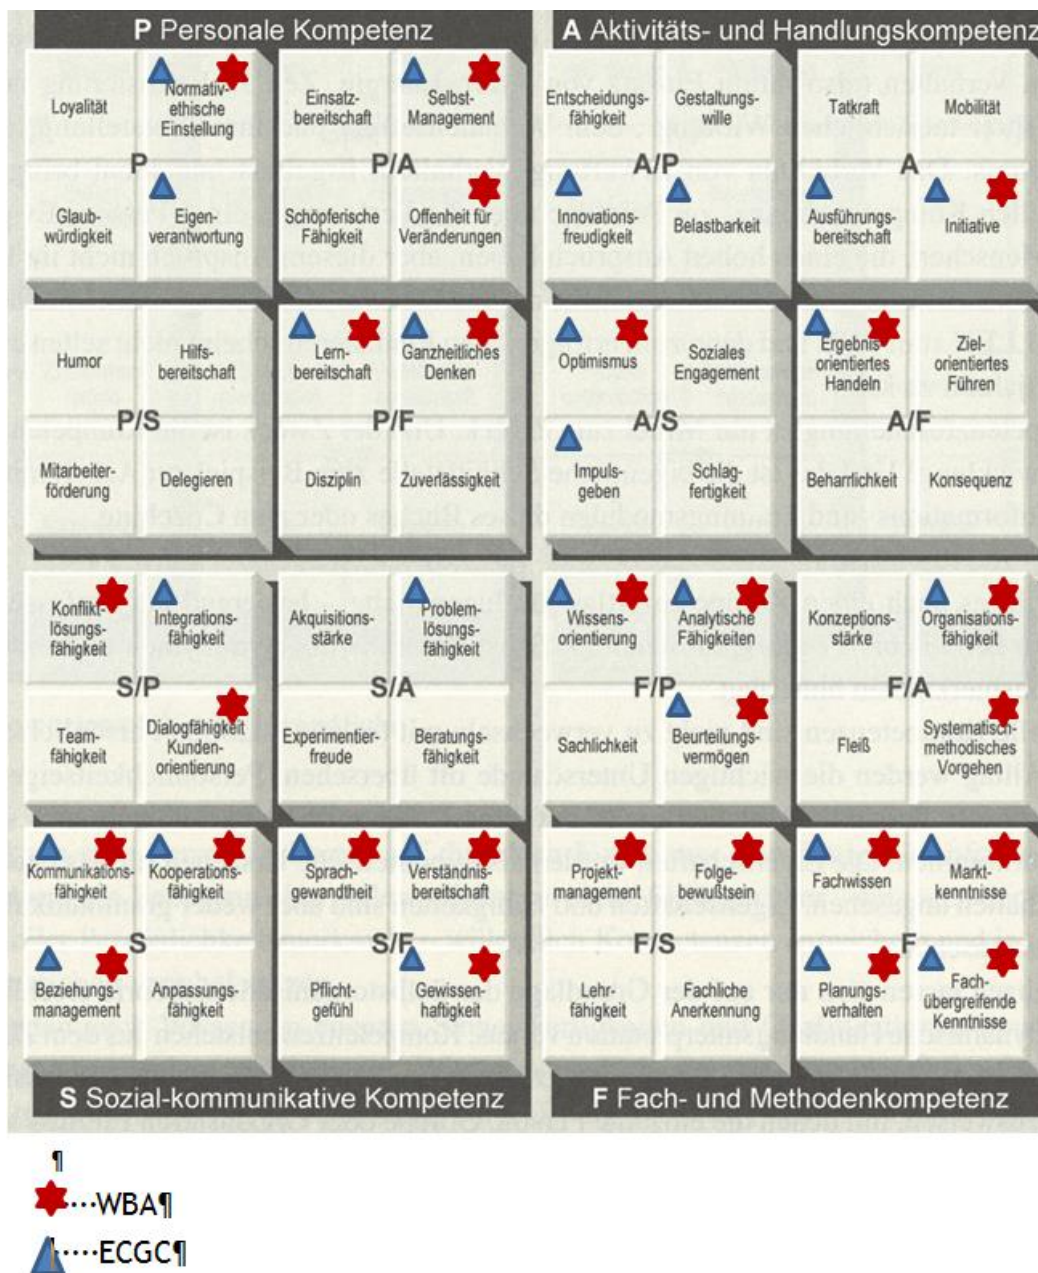 P Personale Kompetenz
A Aktivitäts- und Handlungskompetenz
Loyalität
Normativ-
ethische
Einstellung
Einsatz-
bereitschaft
Selbst-
Management
Entscheidungs-
fähigkeit
Gestaltungs-
wille
Tatkraft
Mobilität
P
P/A
A/P
A
Glaub-
würdigkeit
Eigen-
verantwortung
Schöpferische
Fähigkeit
Offenheit für
Veränderungen
Innovations-
freudigkeit
Belastbarkeit
Ausführungs-
bereitschaft
Initiative
Humor
Hilfs-
bereitschaft
Lern-
bereitschaft
Ganzheitliches
Denken
Optimismus
Soziales
Engagement
Ergebnis-
orientiertes
Handeln
Ziel-
orientiertes
Führen
P/S
P/F
A/S
A/F
Mitarbeiter-
förderung
Delegieren
Disziplin
Zuverlässigkeit
Impuls-
geben
Schlag-
fertigkeit
Beharrlichkeit
Konsequenz
Konflikt-
lösungs-
fähigkeit
Integrations-
fähigkeit
Akquisitions-
stärke
Problem-
lösungs-
fähigkeit
Wissens-
orientierung
Analytische
Fähigkeiten
Konzeptions-
stärke
Organisations-
fähigkeit
S/P
S/A
F/P
F/A
Team-
fähigkeit
Dialogfähigkeit
Kunden-
orientierung
Experimentier-
freude
Beratungs-
fähigkeit
Sachlichkeit
Beurteilungs-
vermögen
Fleiß
Systematisch-
methodisches
Vorgehen
Kommunikations-
fähigkeit
Kooperations-
fähigkeit
Sprach-
gewandtheit
Verständnis-
bereitschaft
Projekt-
management
Folge-
bewußtsein
Fachwissen
Markt-
kenntnisse
S
S/F
F/S
F
Beziehungs-
management
Anpassungs-
fähigkeit
Pflicht-
gefühl
Gewissen-
haftigkeit
Lehr-
fähigkeit
Fachliche
Anerkennung
Planungs-
verhalten
Fach-
übergreifende
Kenntnisse
S Sozial-kommunikative Kompetenz
F Fach- und Methodenkompetenz
¶
····WBA¶
····ECGC¶